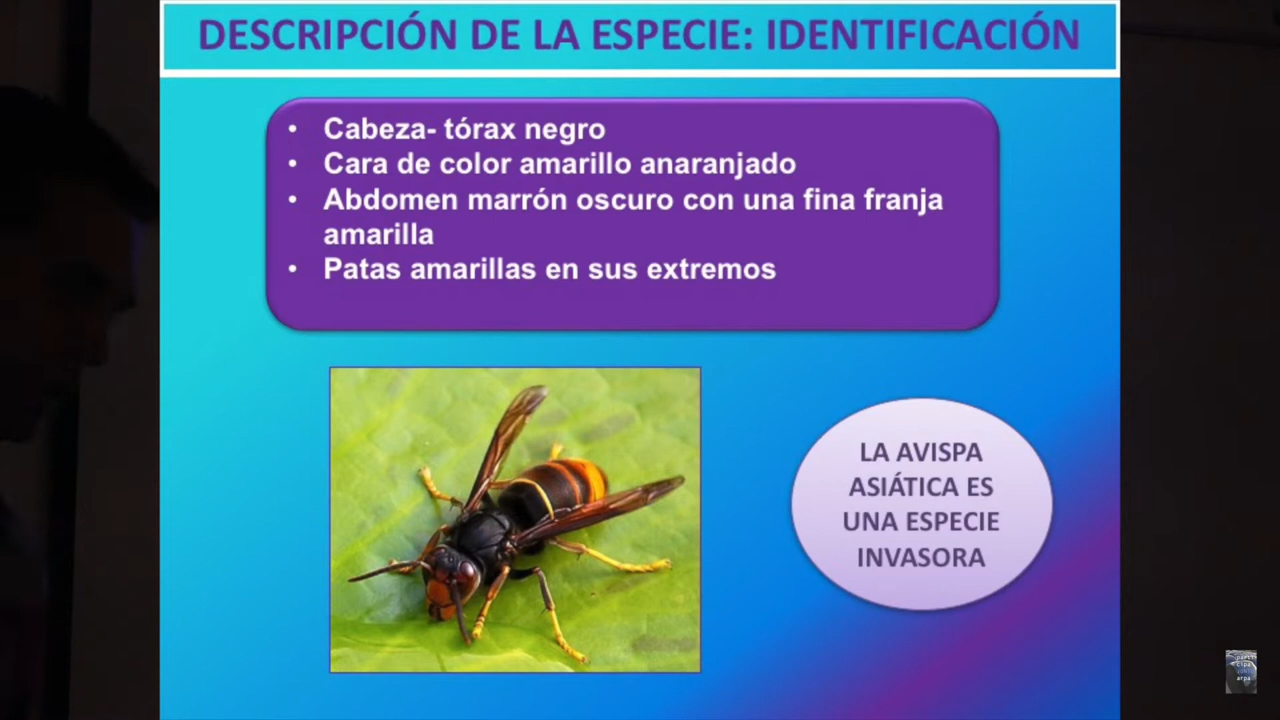 DESCRIPCIÓN DE LA ESPECIE: IDENTIFICACIÓN
• Cabeza- tórax negro
• Cara de color amarillo anaranjado
• Abdomen marrón oscuro con una fina franja
amarilla
• Patas amarillas en sus extremos
LA AVISPA
ASIÁTICA ES
UNA ESPECIE
INVASORA